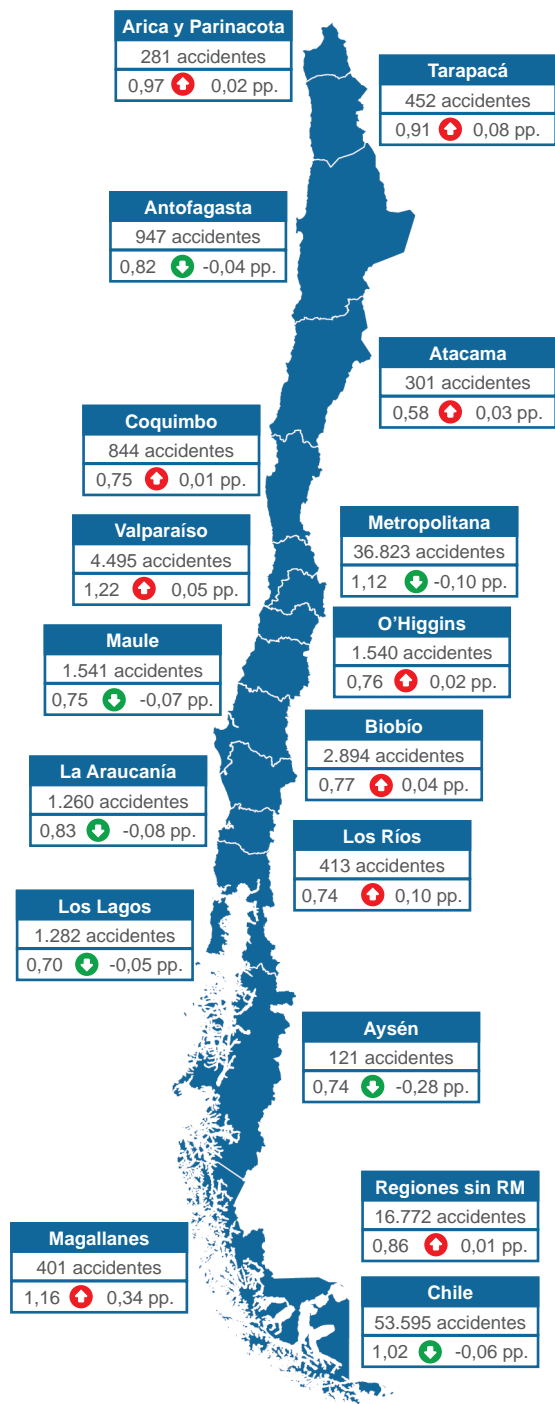 Arica y Parinacota
281 accidentes
0,97 0,02 pp.
Tarapacá
452 accidentes
0,91 0,08 pp.
Antofagasta
947 accidentes
0,82 -0,04 pp.
Atacama
301 accidentes
0,58 0,03 pp.
Coquimbo
844 accidentes
0,75 0,01 pp.
Valparaíso
4.495 accidentes
1,22 0,05 pp.
Metropolitana
36.823 accidentes
1,12 -0,10 pp.
O’Higgins
1.540 accidentes
0,76 0,02 pp.
Maule
1.541 accidentes
0,75 -0,07 pp.
Biobío
2.894 accidentes
0,77 0,04 pp.
La Araucanía
1.260 accidentes
0,83 -0,08 pp.
Los Ríos
413 accidentes
0,74 0,10 pp.
Los Lagos
1.282 accidentes
0,70 -0,05 pp.
Aysén
121 accidentes
0,74 -0,28 pp.
Magallanes
401 accidentes
1,16 0,34 pp.
Regiones sin RM
16.772 accidentes
0,86 0,01 pp.
Chile
53.595 accidentes
1,02 -0,06 pp.